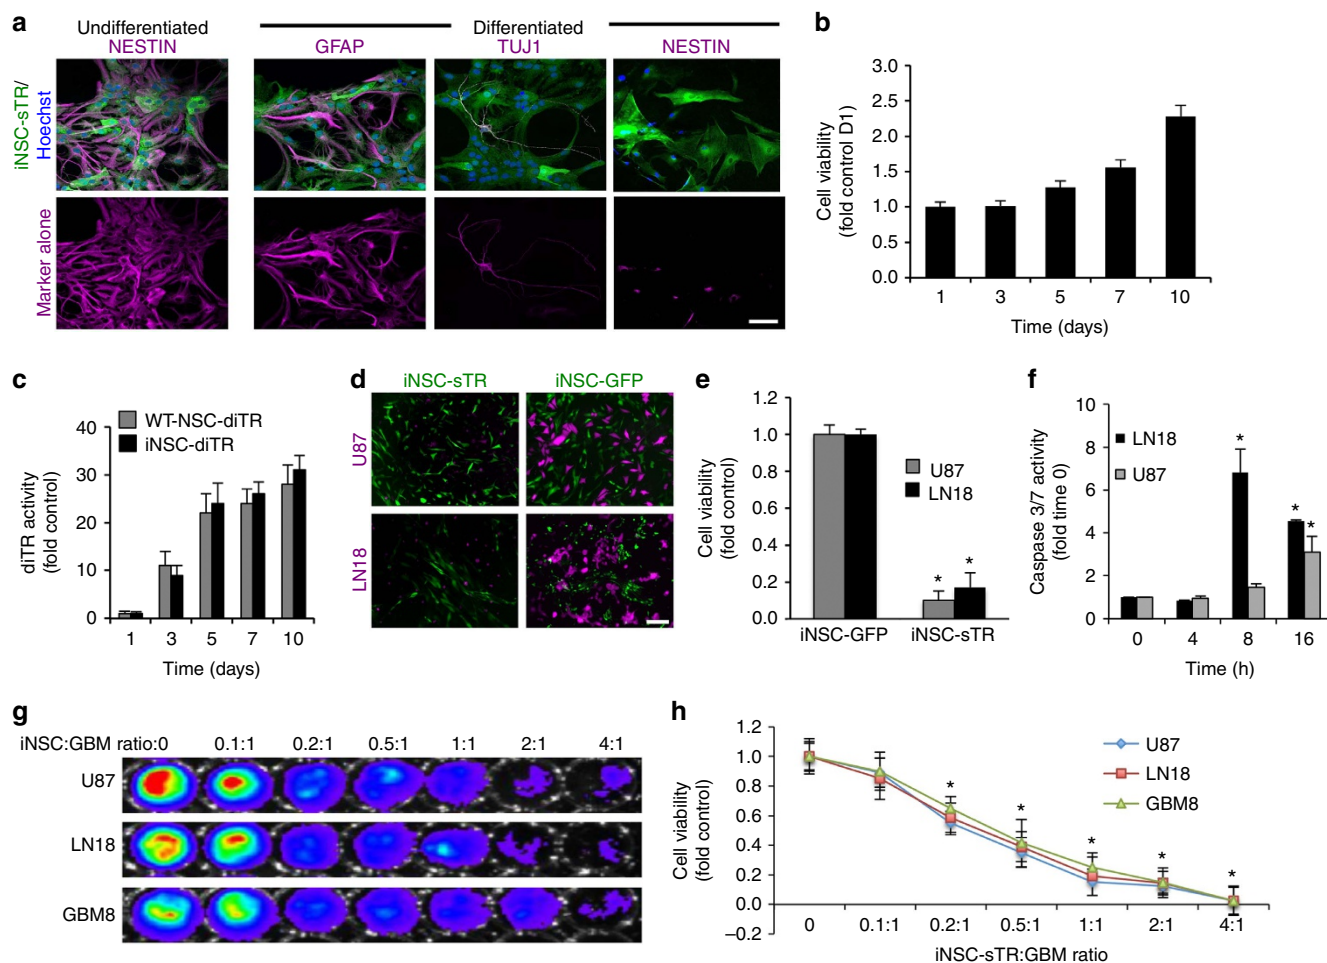 a
Undifferentiated
Differentiated
NESTIN
GFAP
TUJ1
NESTIN
iNSC-sTR/
Hoechst
Marker alone
b
3.0
2.5
2.0
1.5
1.0
0.5
0.0
Cell viability
(fold control D1)
1 3 5 7 10
Time (days)
c
WT-NSC-diTR
iNSC-diTR
40
30
20
10
0
diTR activity
(fold control)
1 3 5 7 10
Time (days)
d
iNSC-sTR
iNSC-GFP
U87
LN18
e
1.2
1.0
0.8
0.6
0.4
0.2
0.0
Cell viability
(fold control)
U87
LN18
* *
iNSC-GFP iNSC-sTR
f
10
8
6
4
2
0
Caspase 3/7 activity
(fold time 0)
LN18
U87
* * *
0 4 8 16
Time (h)
g
iNSC:GBM ratio:0 0.1:1 0.2:1 0.5:1 1:1 2:1 4:1
U87
LN18
GBM8
h
1.2
1.0
0.8
0.6
0.4
0.2
0.0
–0.2
Cell viability
(fold control)
U87
LN18
GBM8
* * * * *
0 0.1:1 0.2:1 0.5:1 1:1 2:1 4:1
iNSC-sTR:GBM ratio